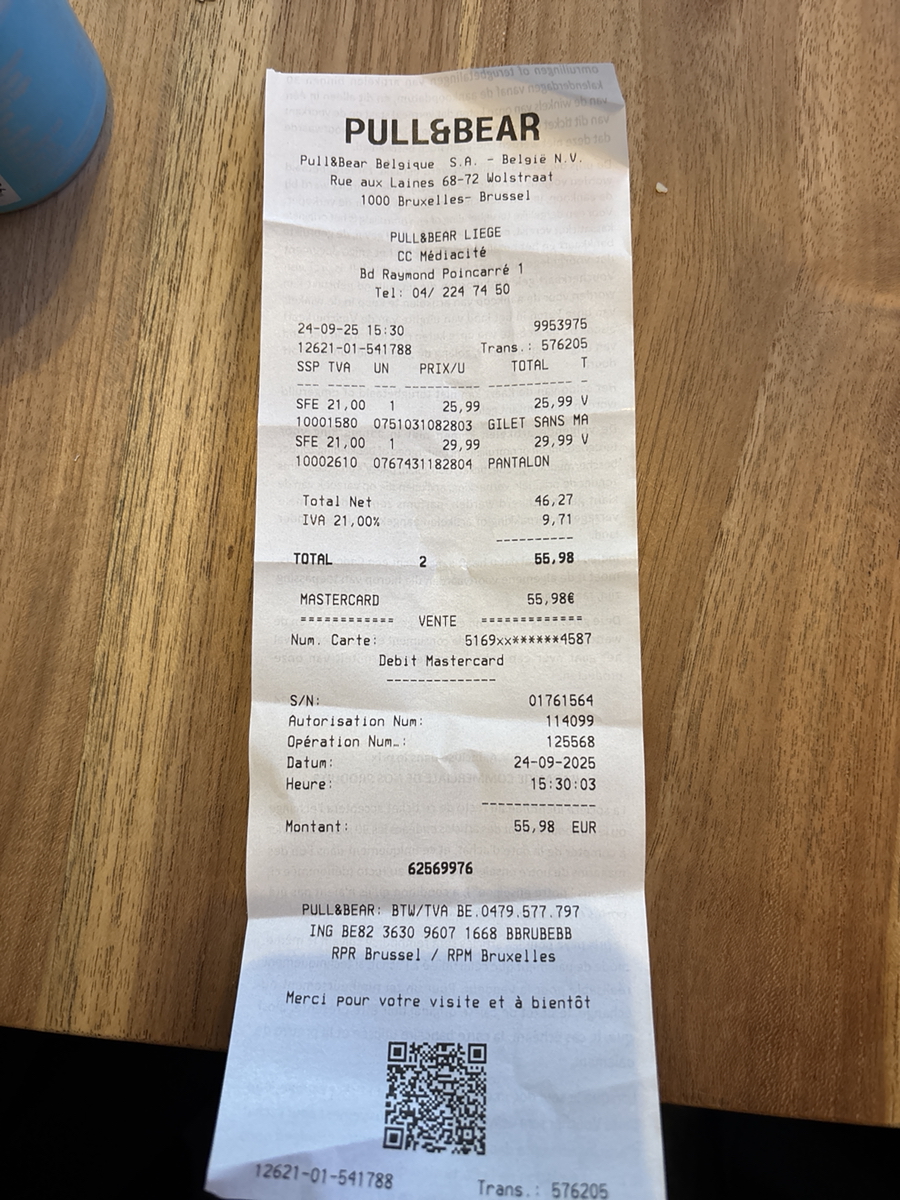 PULL&BEAR
Pull&Bear Belgique S.A. - België N.V.
Rue aux Laines 68-72 Wolstraat
1000 Bruxelles- Brussel
PULL&BEAR LIEGE
CC Médiacité
Bd Raymond Poincarré 1
Tel: 04/ 224 74 50
24-09-25 15:30 9953975
12621-01-541788 Trans.: 576205
SSP TVA UN PRIX/U TOTAL T
--- ----- --- ---------- ----------- -
SFE 21,00 1 25,99 25,99 V
10001580 0751031082803 GILET SANS MA
SFE 21,00 1 29,99 29,99 V
10002610 0767431182804 PANTALON
Total Net 46,27
IVA 21,00% 9,71
----------
TOTAL 2 55,98
MASTERCARD 55,98€
============ VENTE =============
Num. Carte: 5169xx******4587
Debit Mastercard
--------------
S/N: 01761564
Autorisation Num: 114099
Opération Num.: 125568
Datum: 24-09-2025
Heure: 15:30:03
--------------
Montant: 55,98 EUR
62569976
PULL&BEAR: BTW/TVA BE.0479.577.797
ING BE82 3630 9607 1668 BBRUBEBB
RPR Brussel / RPM Bruxelles
Merci pour votre visite et à bientôt
12621-01-541788 Trans.: 576205